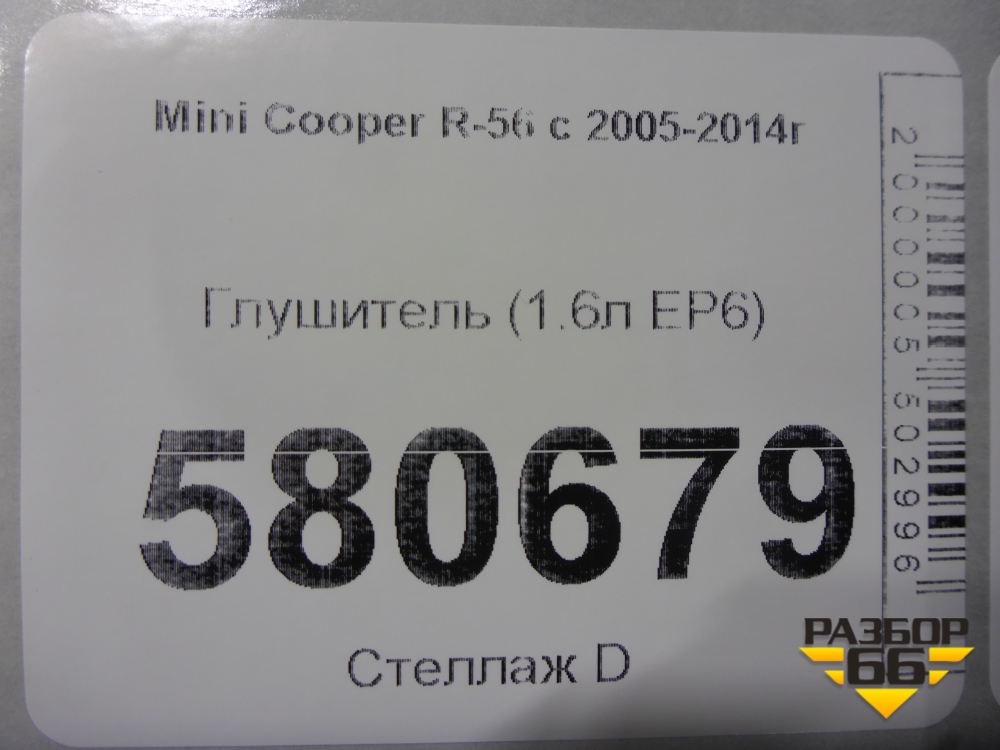 Mini Cooper R-56 с 2005-2014г
Глушитель (1.6л EP6)
580679
Стеллаж D
2000005502996
РАЗБОР
66